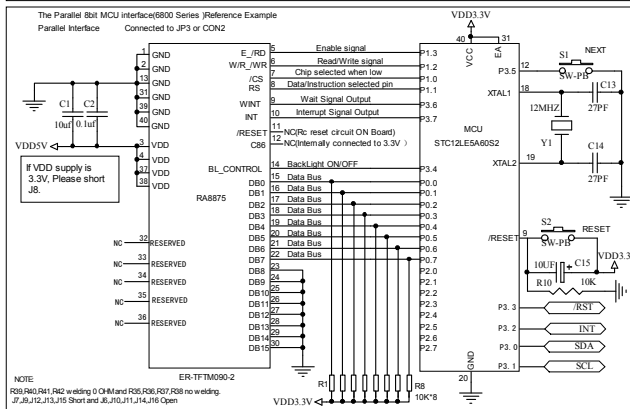 The Parallel 8bit MCU interface(6800 Series )Reference Example
Parallel Interface Connected to JP3 or CON2
VDD3.3V
40 31
VCC
EA
1 GND
2 GND
13 GND
31 GND
39 GND
40 GND
C1 C2
10uf 0.1uf
VDD5V
3 VDD
4 VDD
37 VDD
38 VDD
If VDD supply is
3.3V, Please short
J8.
NC 32 RESERVED
NC 33 RESERVED
NC 34 RESERVED
NC 35 RESERVED
NC 36 RESERVED
RA8875
ER-TFTM090-2
E_/RD 5 Enable signal P1.3
W/R_/WR 6 Read/Write signal P1.2
/CS 7 Chip selected when low P1.0
RS 8 Data/Instruction selected pin P1.1
WINT 9 Wait Signal Output P3.6
INT 10 Interrupt Signal Output P3.7
/RESET 11 NC(Rc reset circuit ON Board)
C86 12 NC(Internally connected to 3.3V )
BL_CONTROL 14 BackLight ON/OFF P3.4
DB0 15 Data Bus P0.0
DB1 16 Data Bus P0.1
DB2 17 Data Bus P0.2
DB3 18 Data Bus P0.3
DB4 19 Data Bus P0.4
DB5 20 Data Bus P0.5
DB6 21 Data Bus P0.6
DB7 22 Data Bus P0.7
DB8 23 P2.0
DB9 24 P2.1
DB10 25 P2.2
DB11 26 P2.3
DB12 27 P2.4
DB13 28 P2.5
DB14 29 P2.6
DB15 30 P2.7
MCU
STC12LE5A60S2
P3.5 12
S1 NEXT
SW-PB
XTAL1 18
C13
27PF
12MHZ
Y1
XTAL2 19
C14
27PF
S2 RESET
/RESET 9
SW-PB
VDD3.3
10UF + C15
R10 10K
P3. 3 /RST
P3. 2 INT
P3. 0 SDA
P3. 1 SCL
GND
20
R1 R8
10K*8
VDD3.3V
NOTE
R39,R40,R41,R42 welding 0 OHM and R35,R36,R37,R38 no welding.
J7,J9,J12,J13,J15 Short and J6,J10,J11,J14,J16 Open